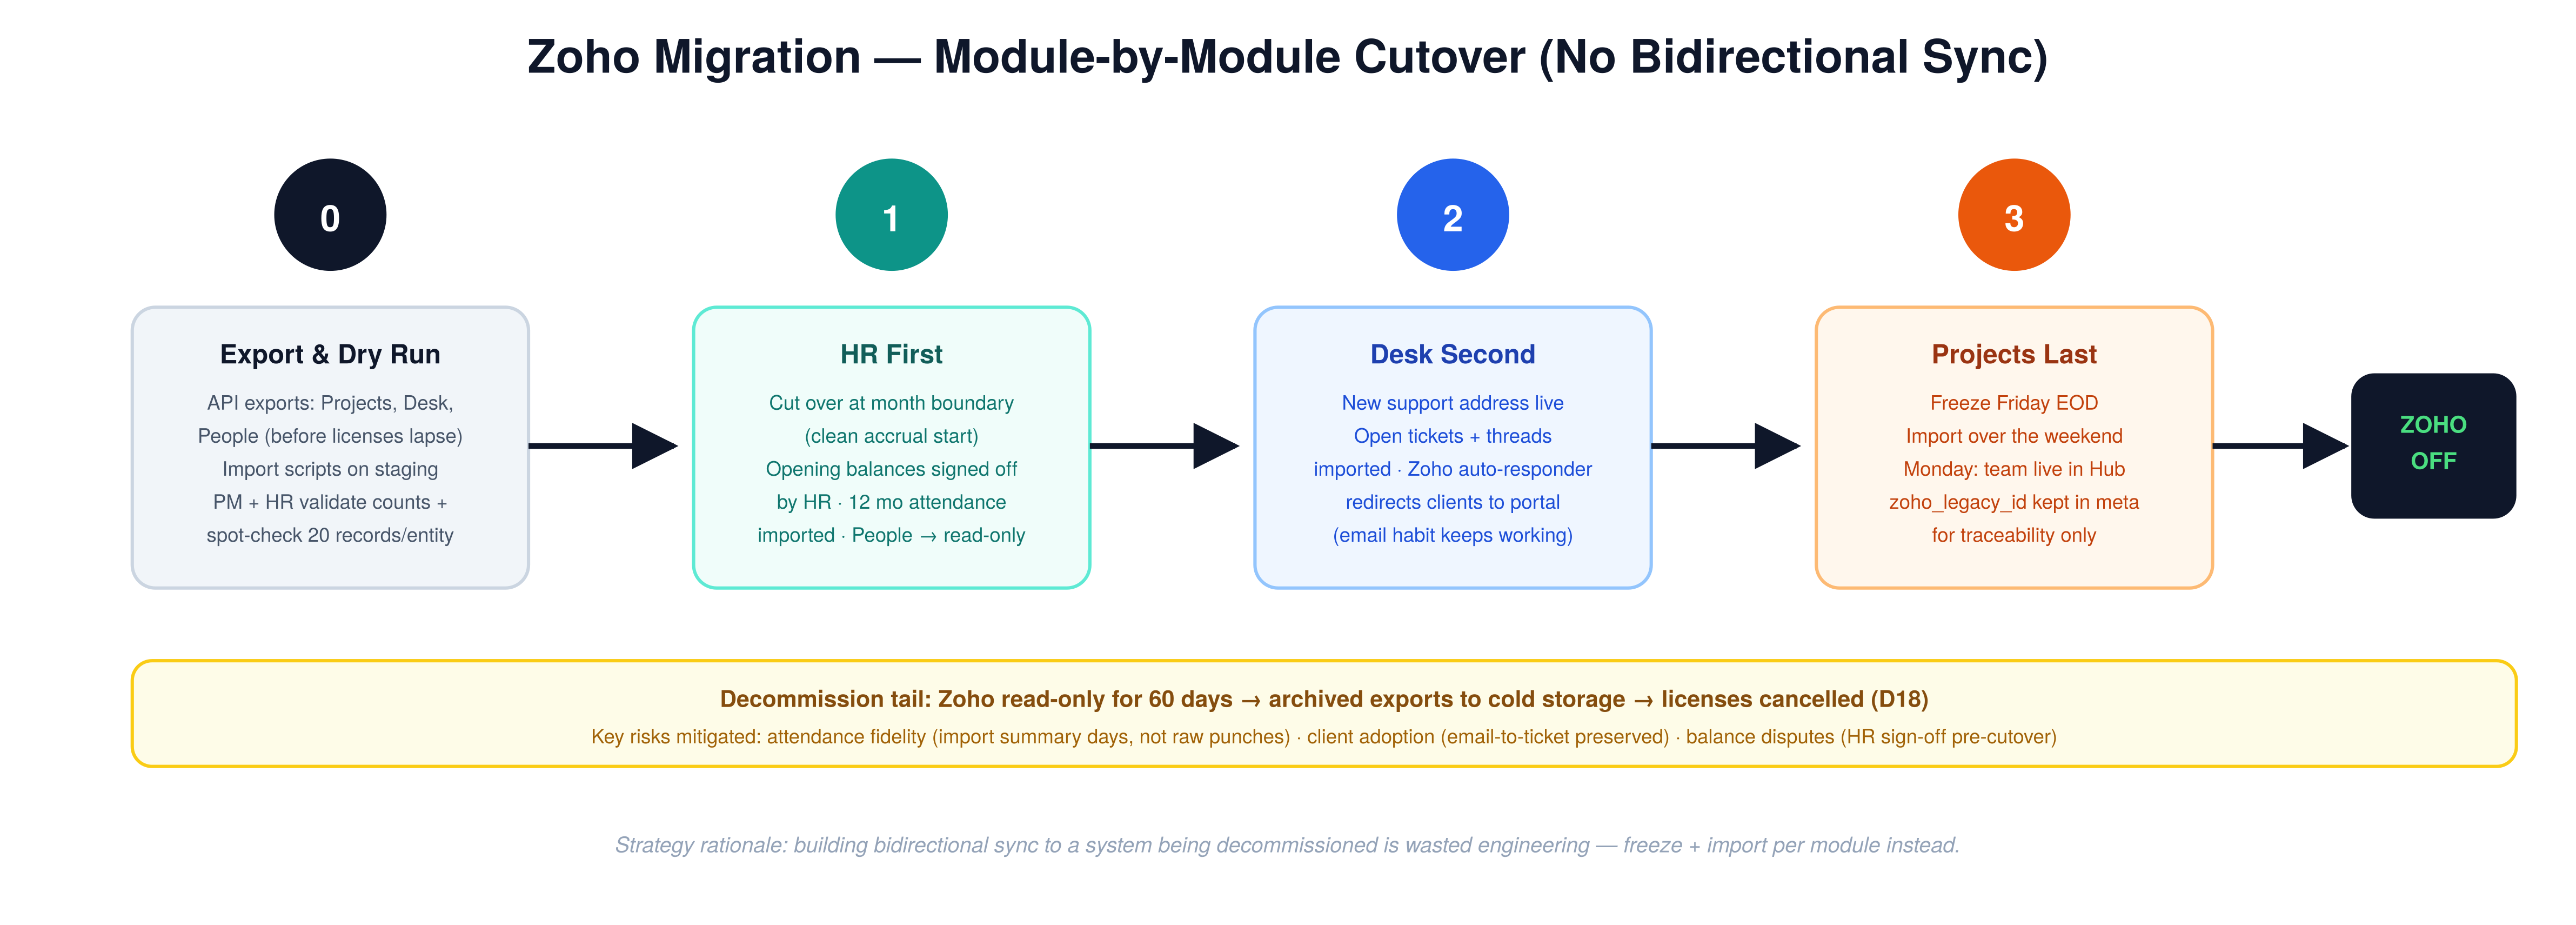 Zoho Migration — Module-by-Module Cutover (No Bidirectional Sync)
0
1
2
3
Export & Dry Run
API exports: Projects, Desk,
People (before licenses lapse)
Import scripts on staging
PM + HR validate counts +
spot-check 20 records/entity
HR First
Cut over at month boundary
(clean accrual start)
Opening balances signed off
by HR · 12 mo attendance
imported · People → read-only
Desk Second
New support address live
Open tickets + threads
imported · Zoho auto-responder
redirects clients to portal
(email habit keeps working)
Projects Last
Freeze Friday EOD
Import over the weekend
Monday: team live in Hub
zoho_legacy_id kept in meta
for traceability only
ZOHO
OFF
Decommission tail: Zoho read-only for 60 days → archived exports to cold storage → licenses cancelled (D18)
Key risks mitigated: attendance fidelity (import summary days, not raw punches) · client adoption (email-to-ticket preserved) · balance disputes (HR sign-off pre-cutover)
Strategy rationale: building bidirectional sync to a system being decommissioned is wasted engineering — freeze + import per module instead.